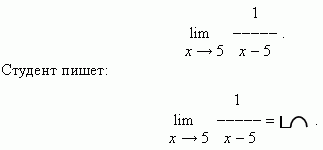 1
lim ----- .
x → 5 x – 5
Студент пишет:
1
lim ----- = .
x → 5 x – 5